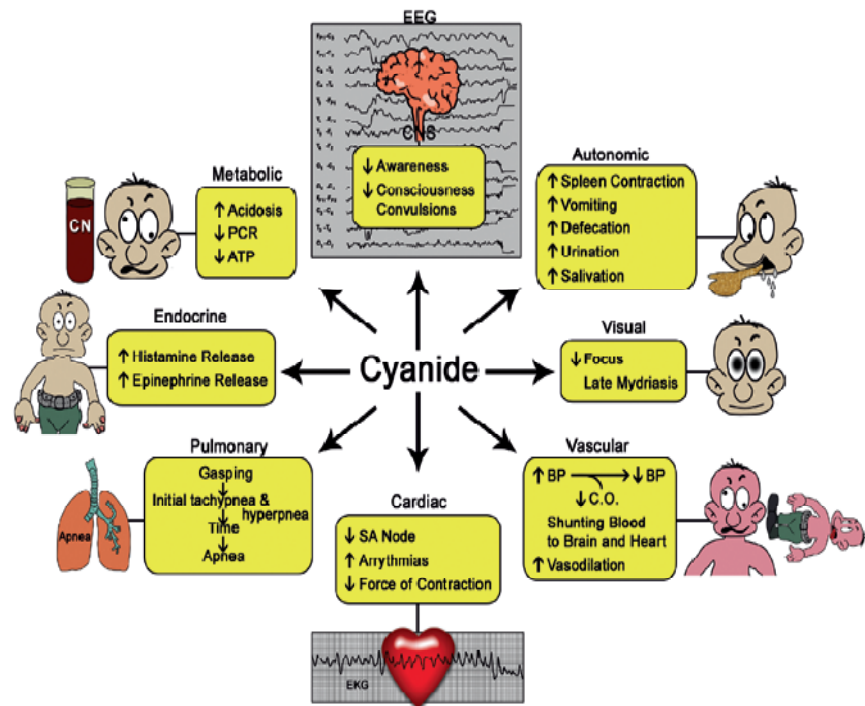 EEG
CNS
↓ Awareness
↓ Consciousness
Convulsions
Metabolic
CN
↑ Acidosis
↓ PCR
↓ ATP
Autonomic
↑ Spleen Contraction
↑ Vomiting
↑ Defecation
↑ Urination
↑ Salivation
Endocrine
↑ Histamine Release
↑ Epinephrine Release
Cyanide
Visual
↓ Focus
Late Mydriasis
Pulmonary
Gasping
↓
Initial tachypnea &
hyperpnea
↓
Time
↓
Apnea
Apnea
Cardiac
↓ SA Node
↑ Arrythmias
↓ Force of Contraction
EKG
Vascular
↑ BP → ↓ BP
↓ C.O.
Shunting Blood
to Brain and Heart
↑ Vasodilation